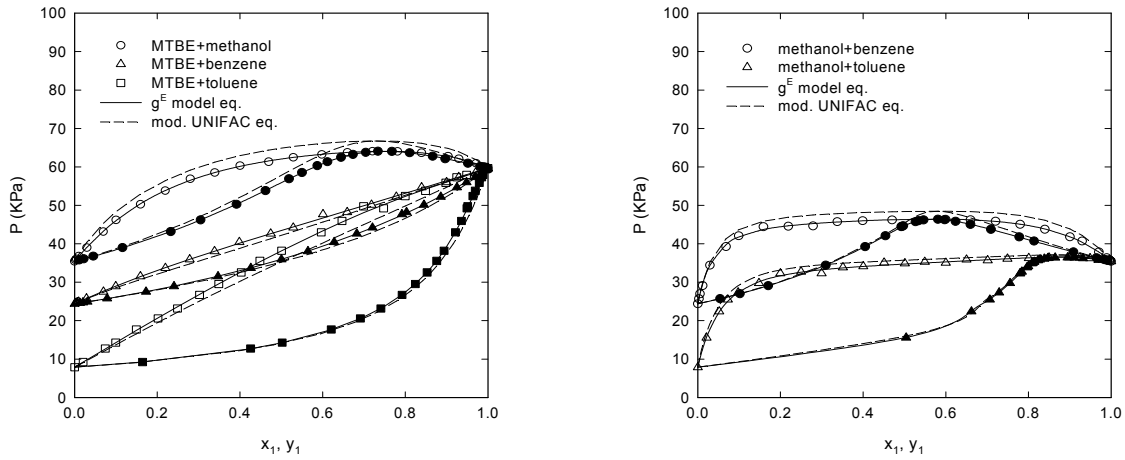 100
90
80
70
60
50
40
30
20
10
0
P (KPa)
MTBE+methanol
MTBE+benzene
MTBE+toluene
gE model eq.
mod. UNIFAC eq.
0.0 0.2 0.4 0.6 0.8 1.0
x1, y1
100
90
80
70
60
50
40
30
20
10
0
P (KPa)
methanol+benzene
methanol+toluene
gE model eq.
mod. UNIFAC eq.
0.0 0.2 0.4 0.6 0.8 1.0
x1, y1